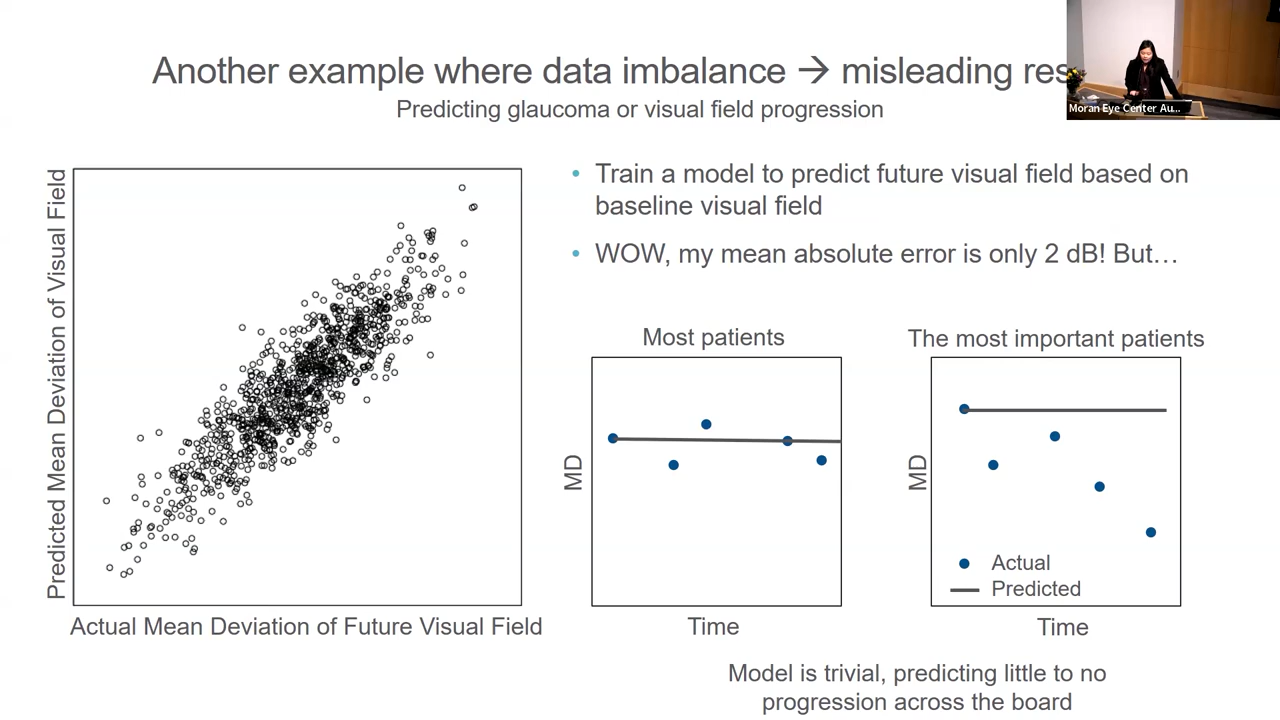 Another example where data imbalance → misleading res
Predicting glaucoma or visual field progression
Moran Eye Center Au...
Predicted Mean Deviation of Visual Field
Actual Mean Deviation of Future Visual Field
• Train a model to predict future visual field based on
baseline visual field
• WOW, my mean absolute error is only 2 dB! But…
Most patients
MD
Time
The most important patients
MD
Actual
Predicted
Time
Model is trivial, predicting little to no
progression across the board